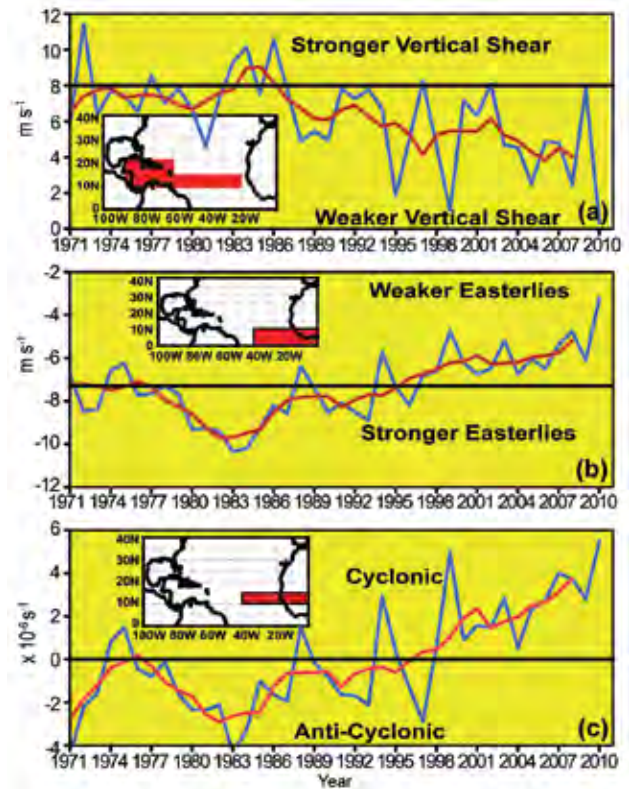 12
10
8
6
4
2
0
m s-1
Stronger Vertical Shear
40N
30N
20N
10N
0
100W 80W 60W 40W 20W
Weaker Vertical Shear (a)
1971 1974 1977 1980 1983 1986 1989 1992 1995 1998 2001 2004 2007 2010
-2
-4
-6
-8
-10
-12
m s-1
40N
30N
20N
10N
0
100W 80W 60W 40W 20W
Weaker Easterlies
Stronger Easterlies
(b)
1971 1974 1977 1980 1983 1986 1989 1992 1995 1998 2001 2004 2007 2010
6
4
2
0
-2
-4
x 10-6 s-1
40N
30N
20N
10N
0
100W 80W 60W 40W 20W
Cyclonic
Anti-Cyclonic
(c)
1971 1974 1977 1980 1983 1986 1989 1992 1995 1998 2001 2004 2007 2010
Year